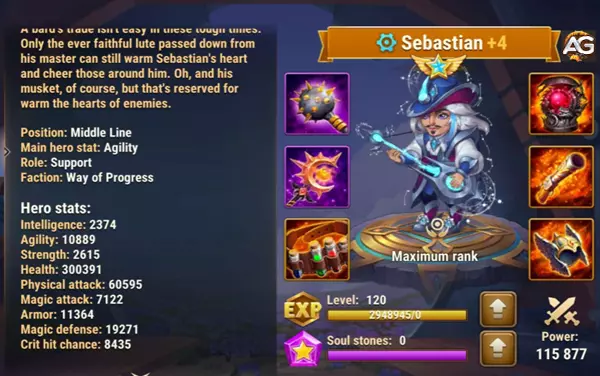 A bard's trade isn't easy in these tough times.
Only the ever faithful lute passed down from
his master can still warm Sebastian's heart
and cheer those around him. Oh, and his
musket, of course, but that's reserved for
warm the hearts of enemies.
Position: Middle Line
Main hero stat: Agility
Role: Support
Faction: Way of Progress
Hero stats:
Intelligence: 2374
Agility: 10889
Strength: 2615
Health: 300391
Physical attack: 60595
Magic attack: 7122
Armor: 11364
Magic defense: 19271
Crit hit chance: 8435
Sebastian +4
AG
Maximum rank
EXP
Level: 120
2948945/0
Soul stones: 0
Power:
115 877